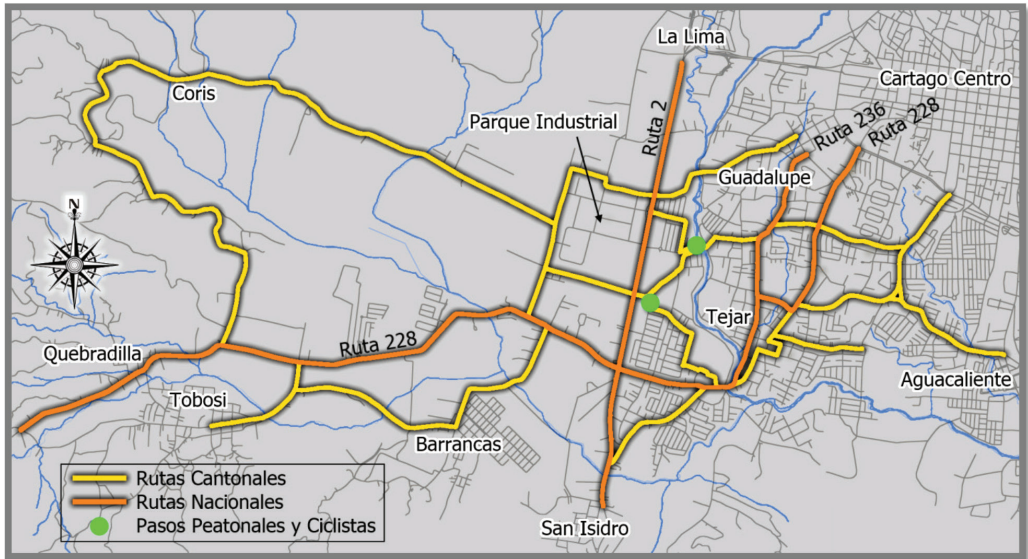 La Lima
Cartago Centro
Coris
Ruta 2
Parque Industrial
Ruta 236
Ruta 228
Guadalupe
N
Tejar
Ruta 228
Quebradilla
Tobosi
Aguacaliente
Barrancas
Rutas Cantonales
Rutas Nacionales
Pasos Peatonales y Ciclistas
San Isidro